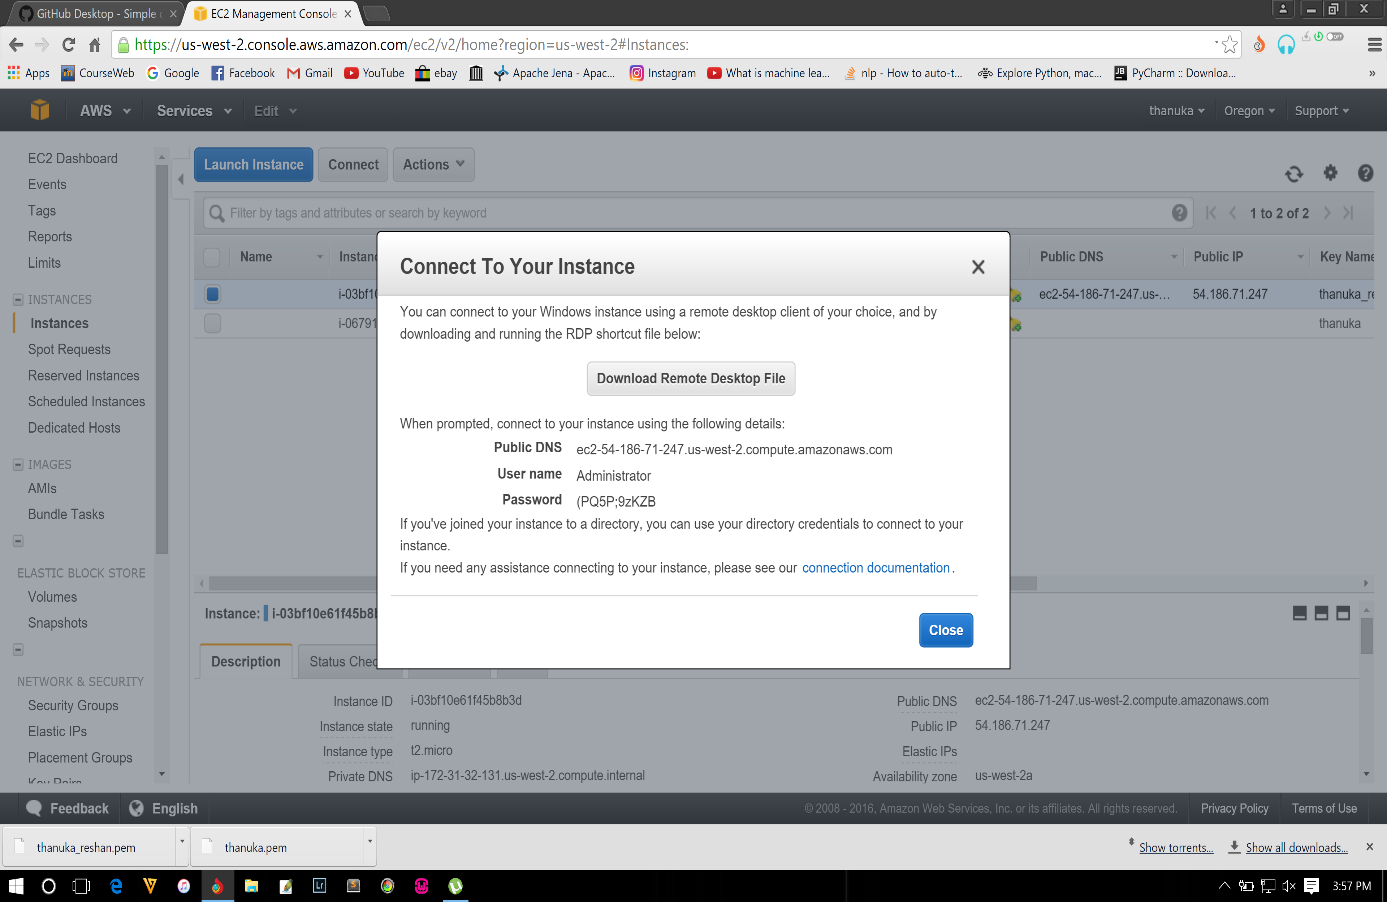 GitHub Desktop - Simple
EC2 Management Console
https://us-west-2.console.aws.amazon.com/ec2/v2/home?region=us-west-2#Instances:
Apps CourseWeb Google Facebook Gmail YouTube ebay Apache Jena - Apac... Instagram What is machine lea... nlp - How to auto-t... Explore Python, mac... PyCharm :: Downloa... »
AWS Services Edit thanuka Oregon Support
EC2 Dashboard
Events
Tags
Reports
Limits
INSTANCES
Instances
Spot Requests
Reserved Instances
Scheduled Instances
Dedicated Hosts
IMAGES
AMIs
Bundle Tasks
ELASTIC BLOCK STORE
Volumes
Snapshots
NETWORK & SECURITY
Security Groups
Elastic IPs
Placement Groups
Key Pairs
Launch Instance Connect Actions
Filter by tags and attributes or search by keyword
1 to 2 of 2
Name Instanc Public DNS Public IP Key Name
i-03bf1 ec2-54-186-71-247.us-... 54.186.71.247 thanuka_re
i-06791 thanuka
Connect To Your Instance
You can connect to your Windows instance using a remote desktop client of your choice, and by
downloading and running the RDP shortcut file below:
Download Remote Desktop File
When prompted, connect to your instance using the following details:
Public DNS ec2-54-186-71-247.us-west-2.compute.amazonaws.com
User name Administrator
Password (PQ5P;9zKZB
If you've joined your instance to a directory, you can use your directory credentials to connect to your
instance.
If you need any assistance connecting to your instance, please see our connection documentation.
Close
Instance: i-03bf10e61f45b8b
Description Status Chec
Instance ID i-03bf10e61f45b8b3d Public DNS ec2-54-186-71-247.us-west-2.compute.amazonaws.com
Instance state running Public IP 54.186.71.247
Instance type t2.micro Elastic IPs
Private DNS ip-172-31-32-131.us-west-2.compute.internal Availability zone us-west-2a
Feedback English © 2008 - 2016, Amazon Web Services, Inc. or its affiliates. All rights reserved. Privacy Policy Terms of Use
thanuka_reshan.pem thanuka.pem Show torrents... Show all downloads...
Lr 3:57 PM